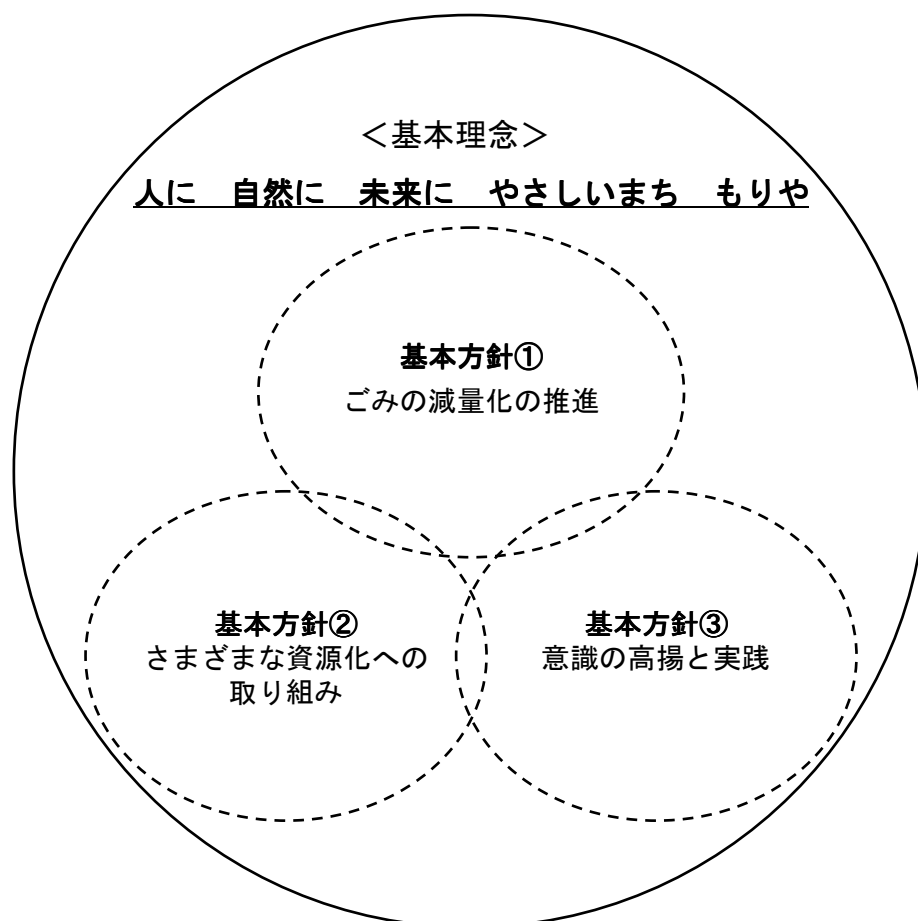 ＜基本理念＞
人に　自然に　未来に　やさしいまち　もりや
基本方針①
ごみの減量化の推進
基本方針②
さまざまな資源化への
取り組み
基本方針③
意識の高揚と実践